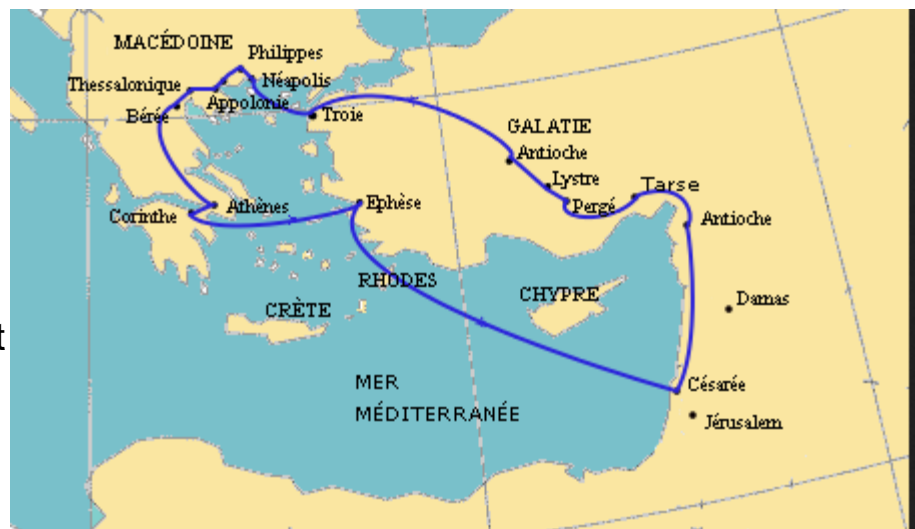 MACÉDOINE
Philippes
Thessalonique
Néapolis
Appolonie
Bérée
Troie
GALATIE
Antioche
Lystre
Tarse
Pergé
Corinthe
Athènes
Ephèse
Antioche
RHODES
CHYPRE
CRÈTE
Damas
t
MER
MÉDITERRANÉE
Césarée
Jérusalem